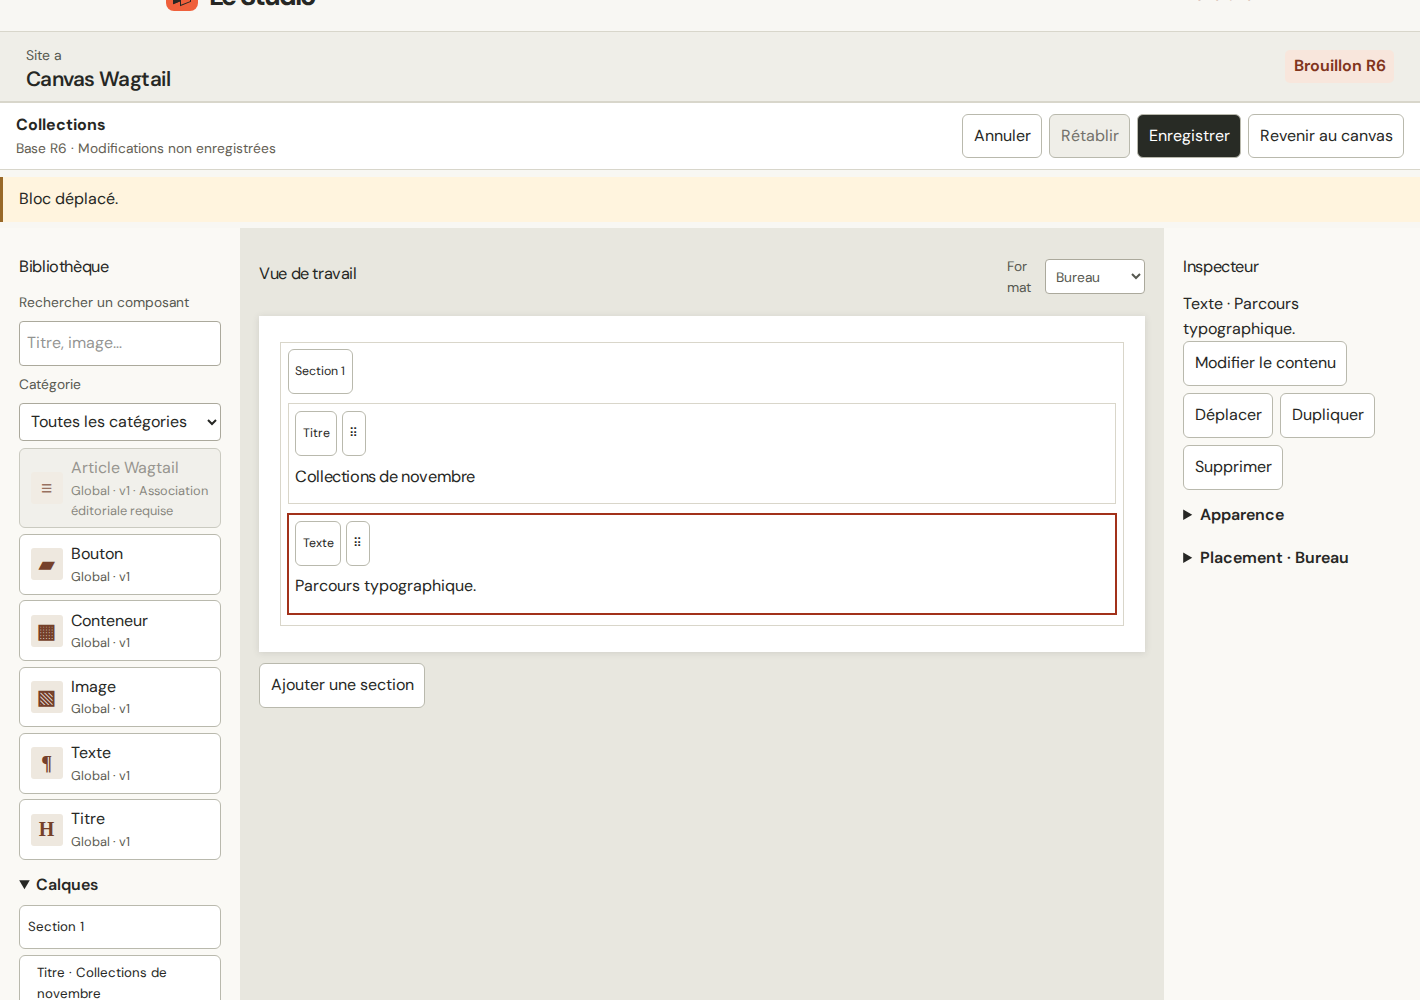 Le Studio
Site a
Canvas Wagtail
Brouillon R6
Collections
Base R6 · Modifications non enregistrées
Annuler
Rétablir
Enregistrer
Revenir au canvas
Bloc déplacé.
Bibliothèque
Rechercher un composant
Titre, image...
Catégorie
Toutes les catégories
Article Wagtail
Global · v1 · Association
éditoriale requise
Bouton
Global · v1
Conteneur
Global · v1
Image
Global · v1
Texte
Global · v1
H
Titre
Global · v1
Calques
Section 1
Titre · Collections de
novembre
Vue de travail
For
mat
Bureau
Section 1
Titre
Collections de novembre
Texte
Parcours typographique.
Ajouter une section
Inspecteur
Texte · Parcours
typographique.
Modifier le contenu
Déplacer
Dupliquer
Supprimer
Apparence
Placement · Bureau